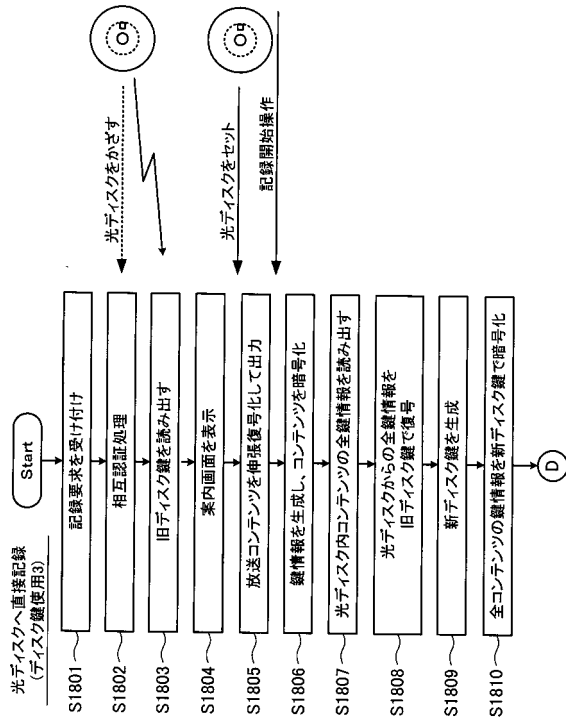 光ディスクへ直接記録
(ディスク鍵使用3)
Start
S1801
記録要求を受け付け
S1802
相互認証処理
光ディスクをかざす
S1803
旧ディスク鍵を読み出す
S1804
案内画面を表示
S1805
放送コンテンツを伸張復号化して出力
光ディスクをセット
記録開始操作
S1806
鍵情報を生成し、コンテンツを暗号化
S1807
光ディスク内コンテンツの全鍵情報を読み出す
S1808
光ディスクからの全鍵情報を
旧ディスク鍵で復号
S1809
新ディスク鍵を生成
S1810
全コンテンツの鍵情報を新ディスク鍵で暗号化
D